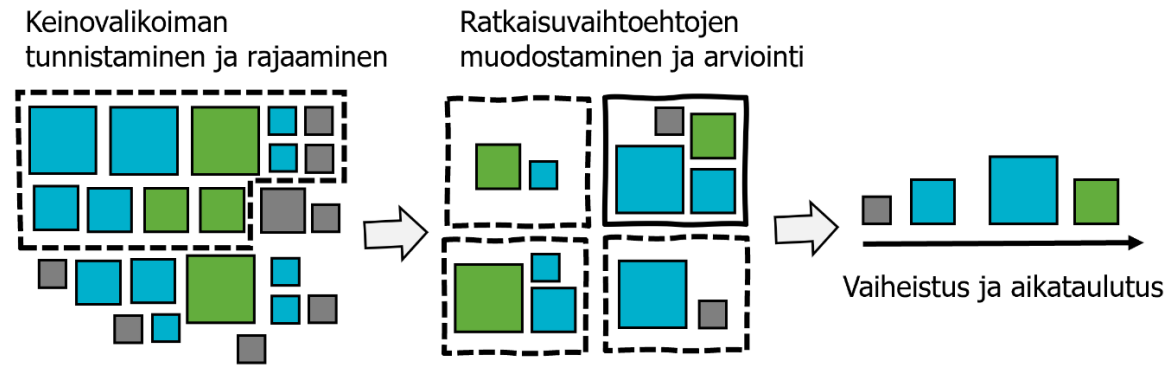 Keinovalikoiman
tunnistaminen ja rajaaminen
Ratkaisuvaihtoehtojen
muodostaminen ja arviointi
Vaiheistus ja aikataulutus